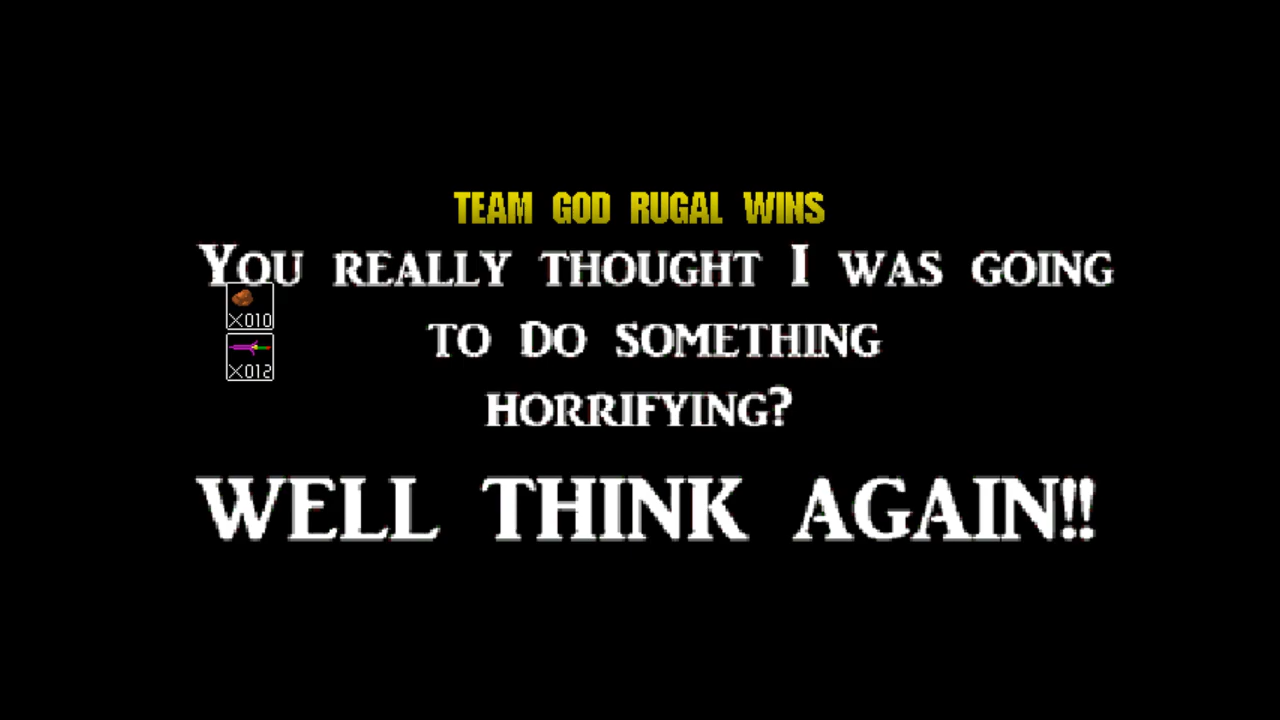 TEAM GOD RUGAL WINS
YOU REALLY THOUGHT I WAS GOING
×010
TO DO SOMETHING
×012
HORRIFYING?
WELL THINK AGAIN!!